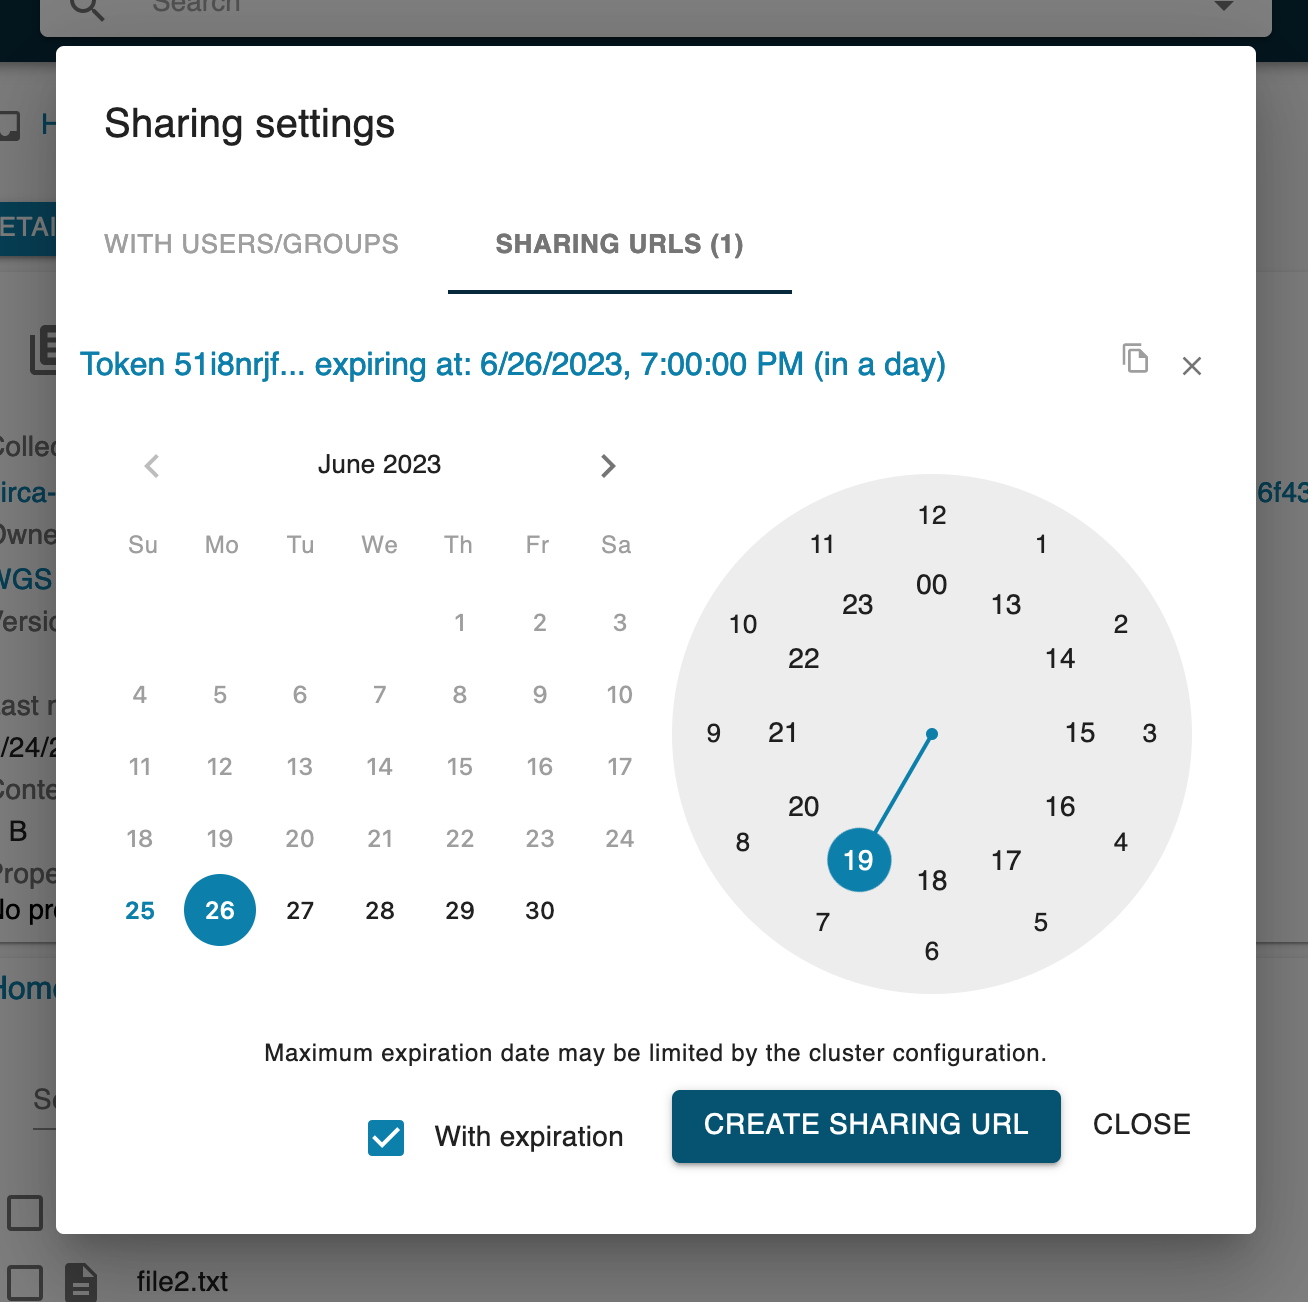 Search
Sharing settings
WITH USERS/GROUPS
SHARING URLS (1)
Token 51i8nrjf... expiring at: 6/26/2023, 7:00:00 PM (in a day)
June 2023
Su Mo Tu We Th Fr Sa
1 2 3
4 5 6 7 8 9 10
11 12 13 14 15 16 17
18 19 20 21 22 23 24
25 26 27 28 29 30
12
11 1
00
23 13
10 2
22 14
9 21 15 3
20 16
8 4
19 17
18
7 5
6
Maximum expiration date may be limited by the cluster configuration.
With expiration
CREATE SHARING URL
CLOSE
6f43
B
file2.txt